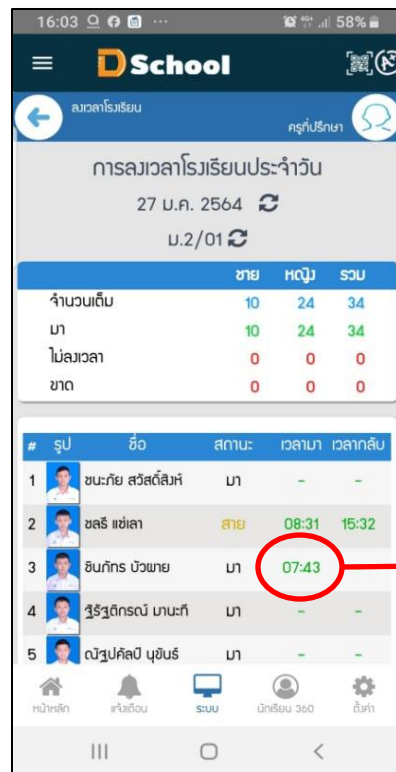 16:03 58%
DSchool
ลงเวลาโรงเรียน
ครูที่ปรึกษา
การลงเวลาโรงเรียนประจำวัน
27 ม.ค. 2564
ม.2/01
ชาย หญิง รวม
จำนวนเต็ม 10 24 34
มา 10 24 34
ไม่ลงเวลา 0 0 0
ขาด 0 0 0
# รูป ชื่อ สถานะ เวลามา เวลากลับ
1 ชนะภัย สวัสดิ์สิงห์ มา - -
2 ชลธี แซ่เลา สาย 08:31 15:32
3 ชินภัทร บัวผาย มา 07:43
4 ฐิรัฐติกรณ์ มานะที มา - -
5 ณัฐปคัลป์ นุขันธ์ มา - -
หน้าหลัก แจ้งเตือน ระบบ นักเรียน 360 ตั้งค่า